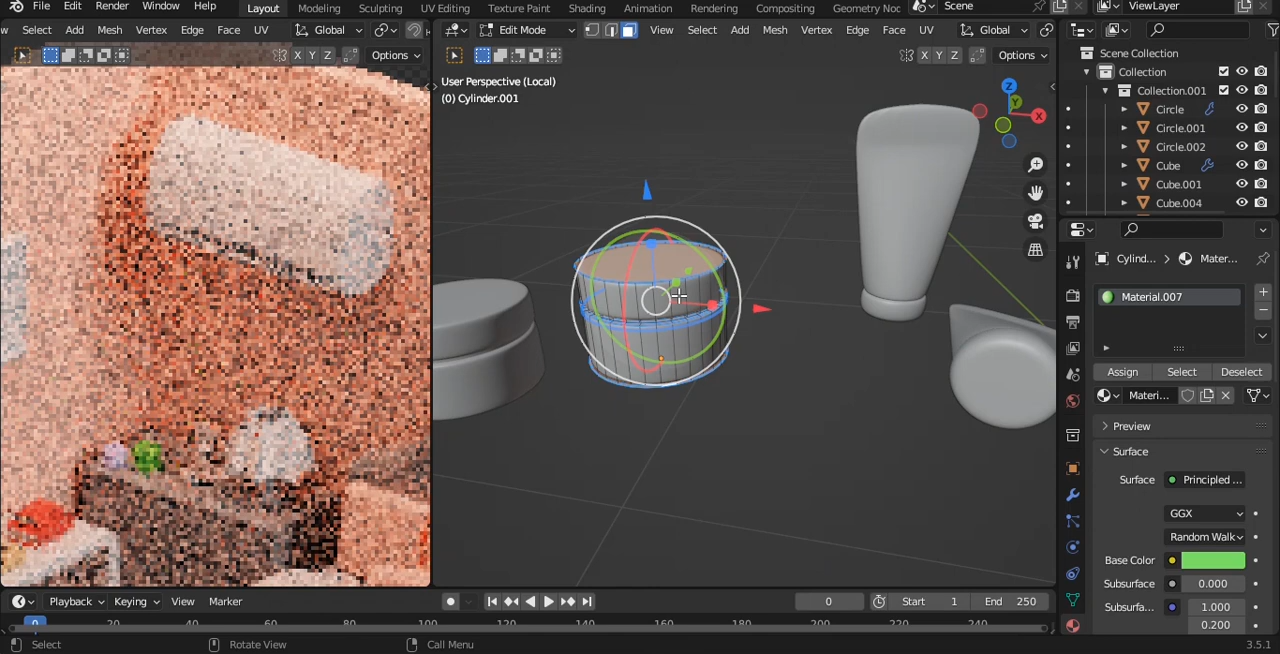 File Edit Render Window Help Layout Modeling Sculpting UV Editing Texture Paint Shading Animation Rendering Compositing Geometry Noc Scene ViewLayer
Select Add Mesh Vertex Edge Face UV Global Edit Mode View Select Add Mesh Vertex Edge Face UV Global
X Y Z Options X Y Z Options
User Perspective (Local)
(0) Cylinder.001
Z
Y
X
Scene Collection
Collection
Collection.001
Circle
Circle.001
Circle.002
Cube
Cube.001
Cube.004
Cylind... > Mater...
Material.007
Assign Select Deselect
Materi...
Preview
Surface
Surface Principled ...
GGX
Random Walk
Base Color
Subsurface 0.000
Subsurfa... 1.000
0.200
Playback Keying View Marker 0 Start 1 End 250
0 20 40 60 80 100 120 140 160 180 200 220 240
Select Rotate View Call Menu 3.5.1